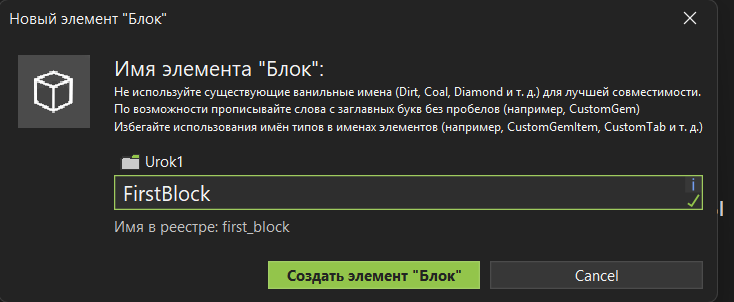 Новый элемент "Блок"
Имя элемента "Блок":
Не используйте существующие ванильные имена (Dirt, Coal, Diamond и т. д.) для лучшей совместимости.
По возможности прописывайте слова с заглавных букв без пробелов (например, CustomGem)
Избегайте использования имён типов в именах элементов (например, CustomGemItem, CustomTab и т. д.)
Urok1
FirstBlock
i
Имя в реестре: first_block
Создать элемент "Блок"
Cancel